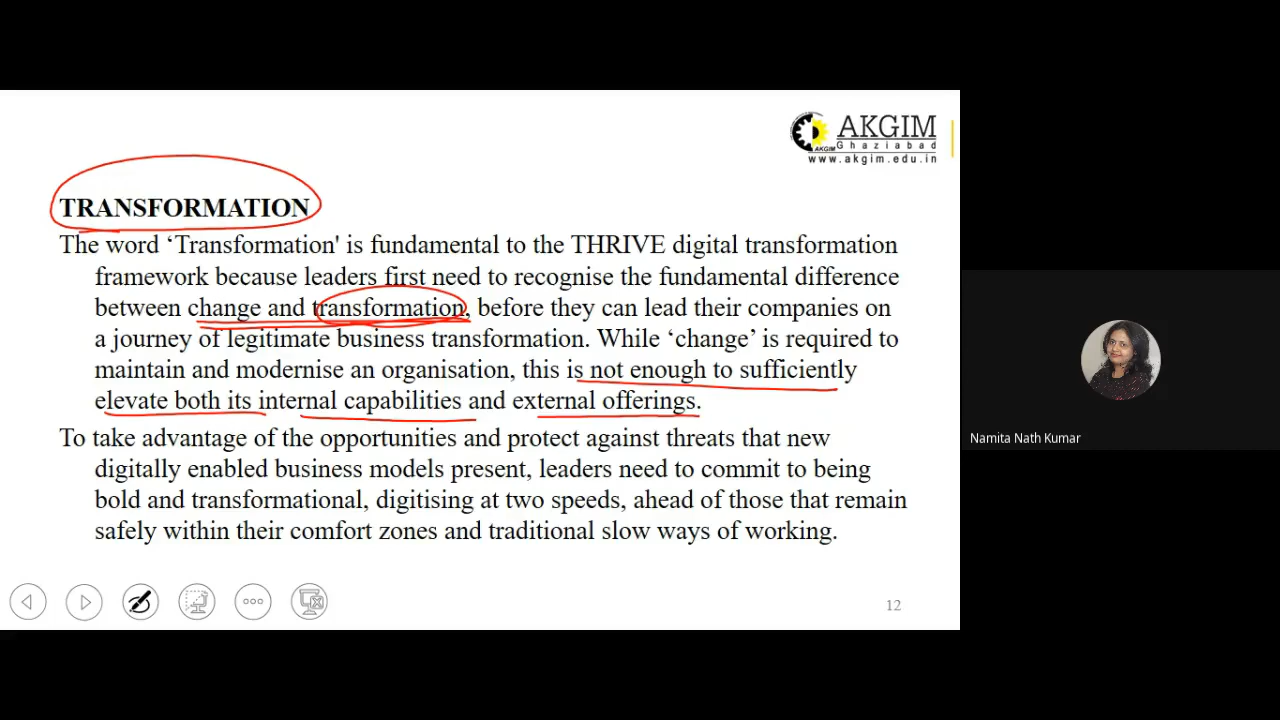 AKGIM
Ghaziabad
AKGIM
www.akgim.edu.in
TRANSFORMATION
The word ‘Transformation' is fundamental to the THRIVE digital transformation
framework because leaders first need to recognise the fundamental difference
between change and transformation, before they can lead their companies on
a journey of legitimate business transformation. While ‘change’ is required to
maintain and modernise an organisation, this is not enough to sufficiently
elevate both its internal capabilities and external offerings.
To take advantage of the opportunities and protect against threats that new
digitally enabled business models present, leaders need to commit to being
bold and transformational, digitising at two speeds, ahead of those that remain
safely within their comfort zones and traditional slow ways of working.
12
Namita Nath Kumar